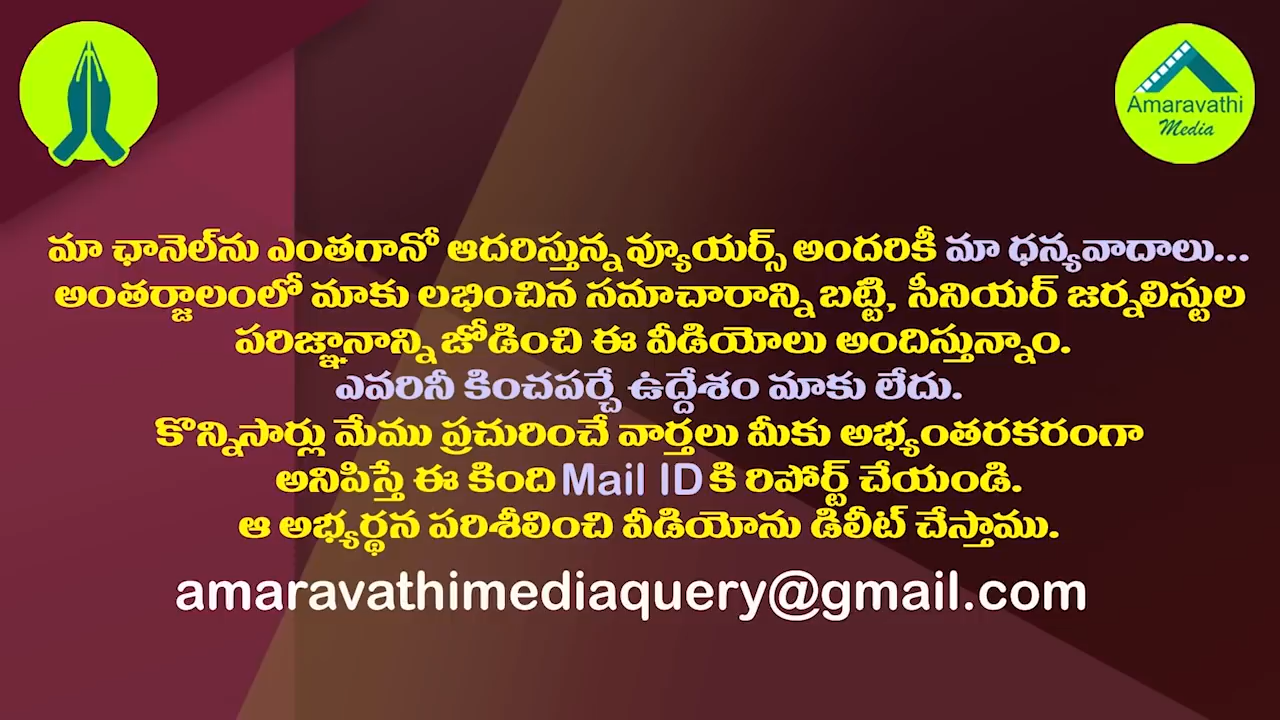 Amaravathi
Media
మా ఛానెల్‌ను ఎంతగానో ఆదరిస్తున్న వ్యూయర్స్ అందరికీ మా ధన్యవాదాలు...
అంతర్జాలంలో మాకు లభించిన సమాచారాన్ని బట్టి, సీనియర్ జర్నలిస్టుల
పరిజ్ఞానాన్ని జోడించి ఈ వీడియోలు అందిస్తున్నాం.
ఎవరినీ కించపర్చే ఉద్దేశం మాకు లేదు.
కొన్నిసార్లు మేము ప్రచురించే వార్తలు మీకు అభ్యంతరకరంగా
అనిపిస్తే ఈ కింది Mail ID కి రిపోర్ట్ చేయండి.
ఆ అభ్యర్థన పరిశీలించి వీడియోను డిలీట్ చేస్తాము.
amaravathimediaquery@gmail.com